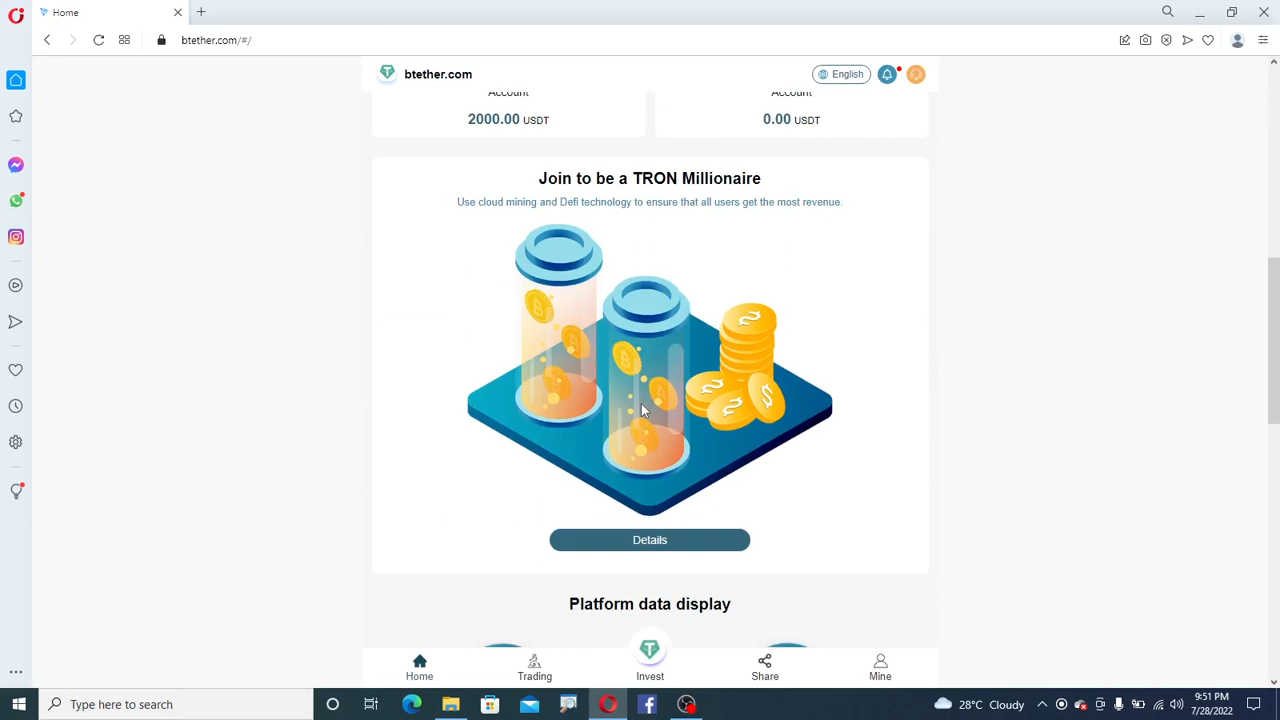 Home
btether.com/#/
btether.com
English
Account
Account
2000.00 USDT
0.00 USDT
Join to be a TRON Millionaire
Use cloud mining and Defi technology to ensure that all users get the most revenue.
Details
Platform data display
Home
Trading
Invest
Share
Mine
Type here to search
28°C Cloudy
9:51 PM
7/28/2022